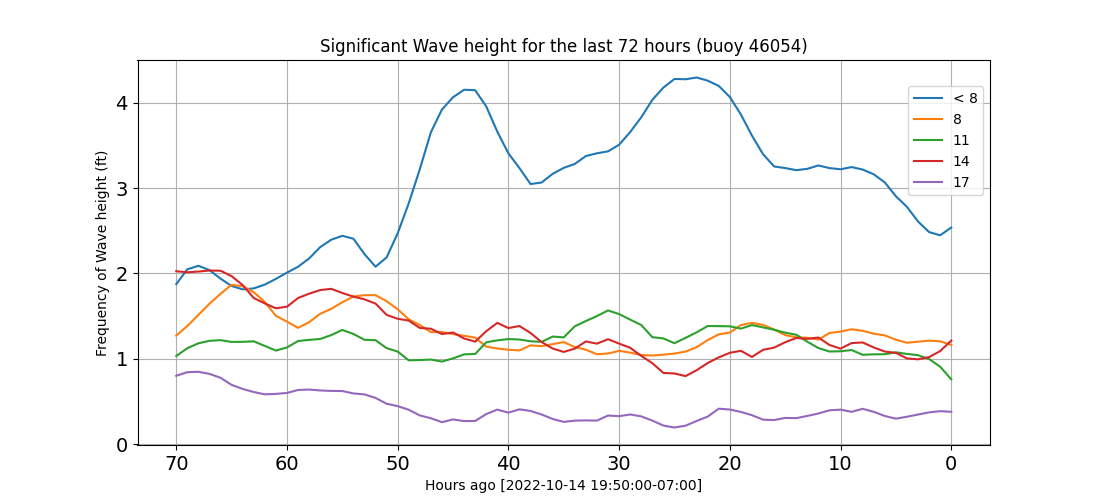 Significant Wave height for the last 72 hours (buoy 46054)
Frequency of Wave height (ft)
4
3
2
1
0
< 8
8
11
14
17
70 60 50 40 30 20 10 0
Hours ago [2022-10-14 19:50:00-07:00]